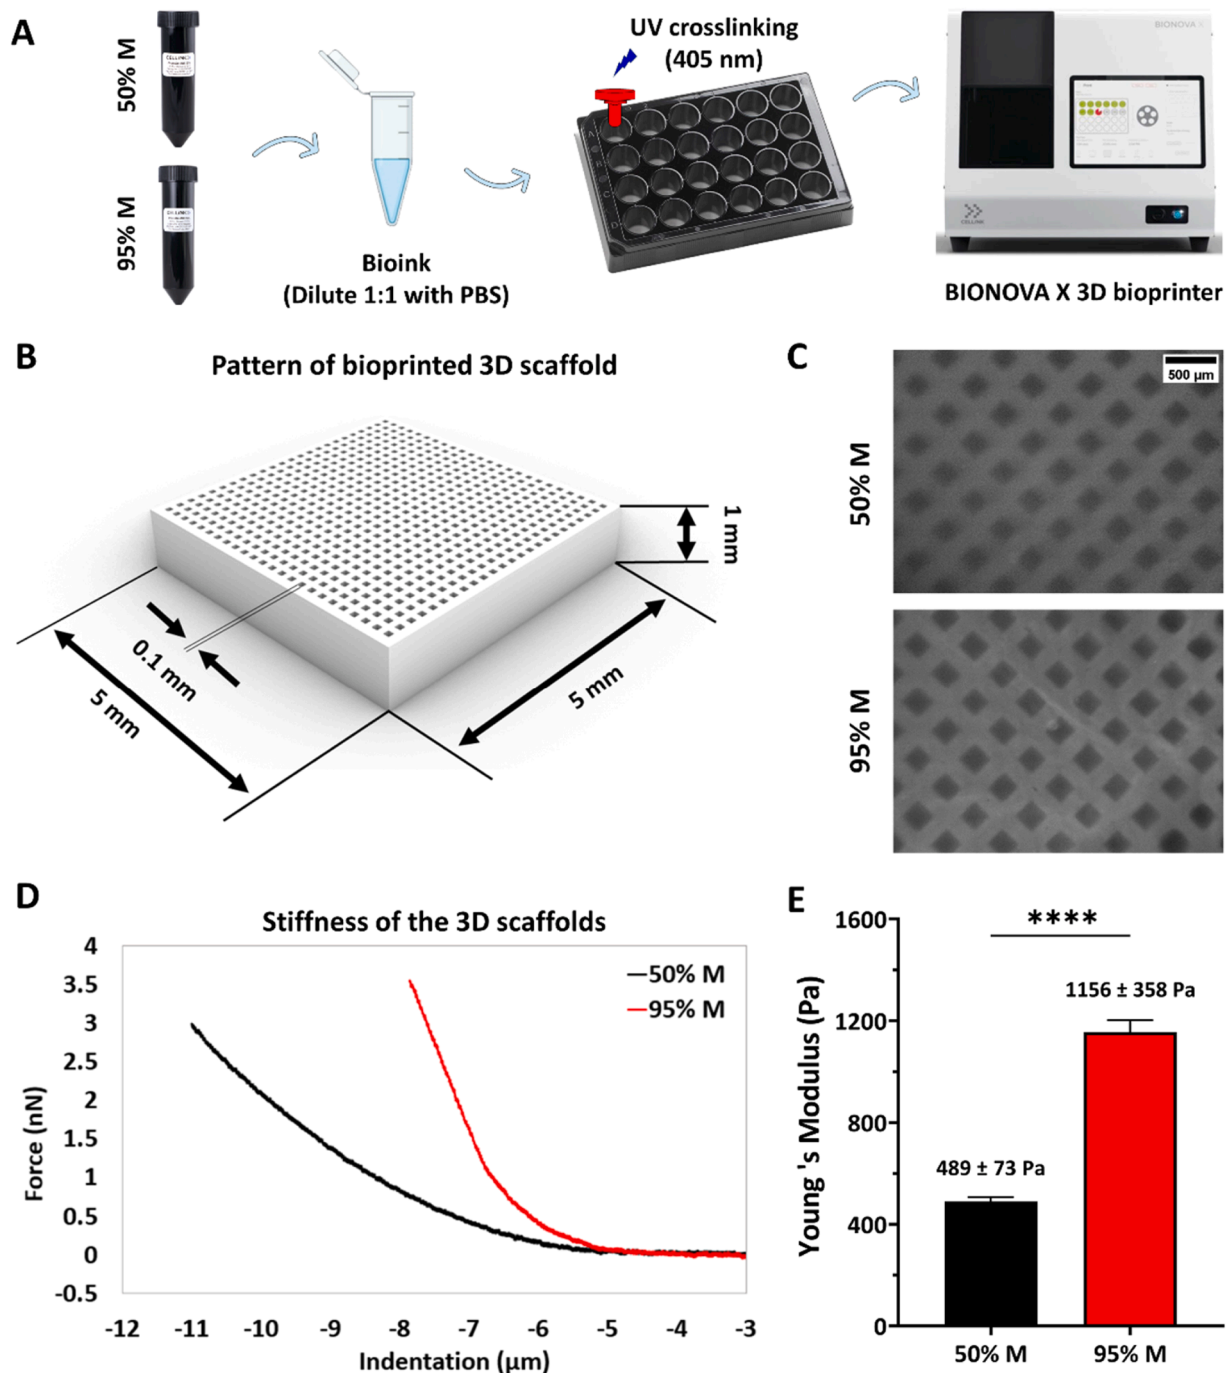 A
50% M
95% M
CELLINK
CELLINK
Bioink
(Dilute 1:1 with PBS)
UV crosslinking
(405 nm)
BIONOVA X
CELLINK
BIONOVA X 3D bioprinter
B
Pattern of bioprinted 3D scaffold
1 mm
0.1 mm
5 mm
5 mm
C
500 µm
50% M
95% M
D
Stiffness of the 3D scaffolds
50% M
95% M
Force (nN)
4
3.5
3
2.5
2
1.5
1
0.5
0
-0.5
-12 -11 -10 -9 -8 -7 -6 -5 -4 -3
Indentation (µm)
E
****
1156 ± 358 Pa
489 ± 73 Pa
Young 's Modulus (Pa)
1600
1200
800
400
0
50% M 95% M